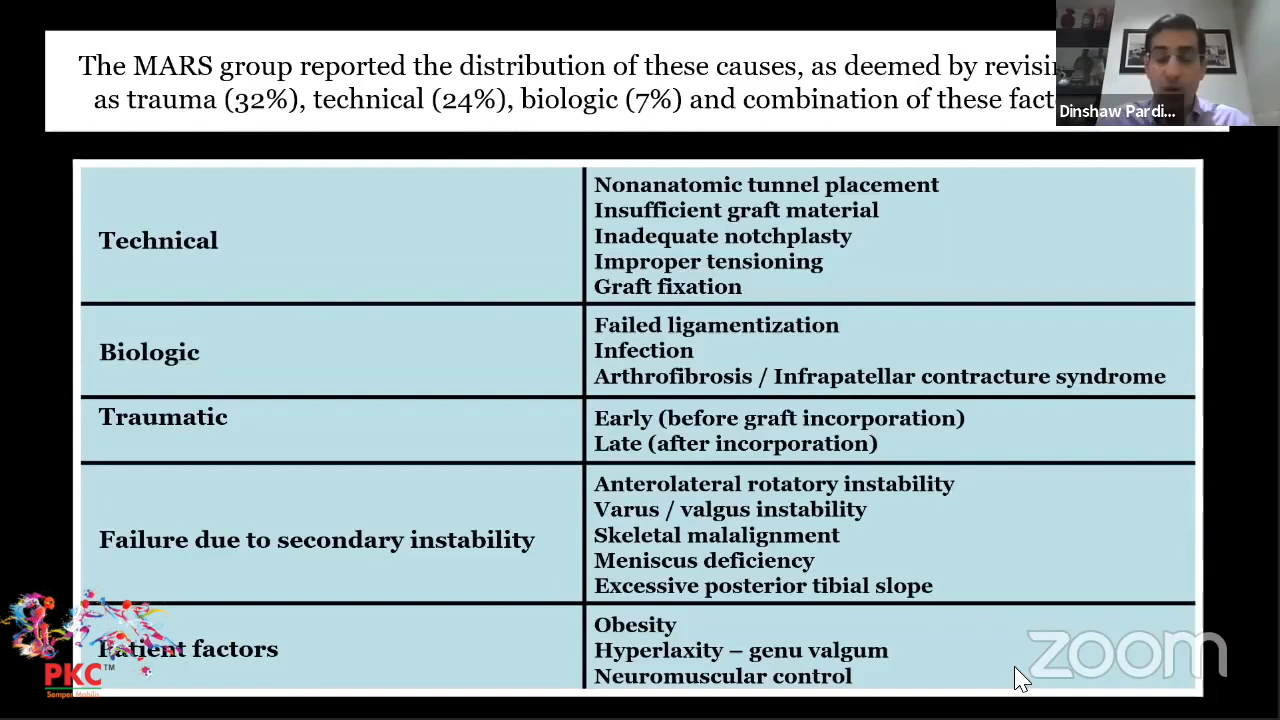 The MARS group reported the distribution of these causes, as deemed by
as trauma (32%), technical (24%), biologic (7%) and combination of these
Dinshaw Pardi...
Technical
Nonanatomic tunnel placement
Insufficient graft material
Inadequate notchplasty
Improper tensioning
Graft fixation
Biologic
Failed ligamentization
Infection
Arthrofibrosis / Infrapatellar contracture syndrome
Traumatic
Early (before graft incorporation)
Late (after incorporation)
Failure due to secondary instability
Anterolateral rotatory instability
Varus / valgus instability
Skeletal malalignment
Meniscus deficiency
Excessive posterior tibial slope
Patient factors
Obesity
Hyperlaxity – genu valgum
Neuromuscular control
PKC™
Semper Mobilis
zoom